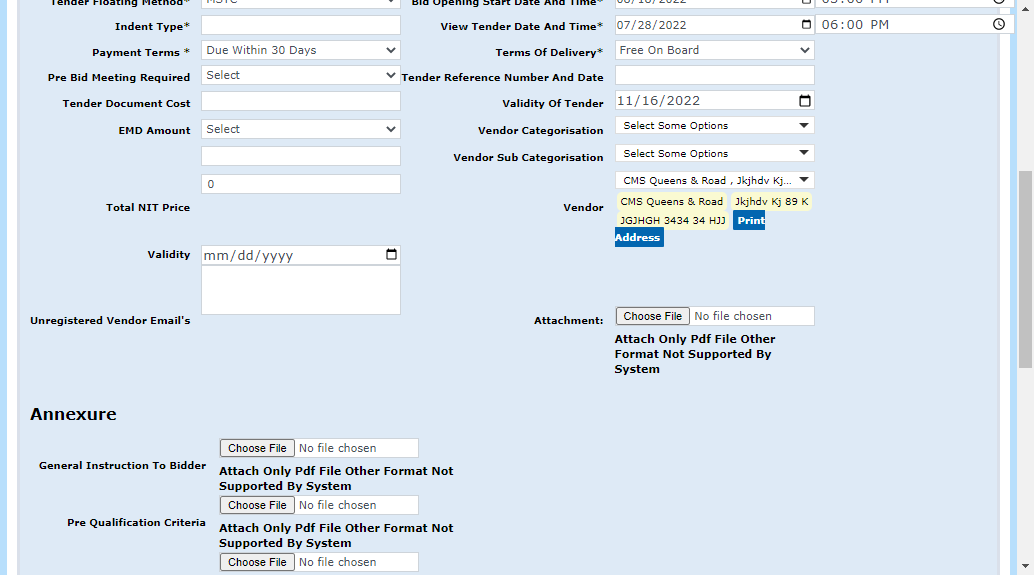 Tender Floating Method* MSTC Bid Opening Start Date And Time* 08/18/2022 03:00 PM
Indent Type* View Tender Date And Time* 07/28/2022 06:00 PM
Payment Terms * Due Within 30 Days Terms Of Delivery* Free On Board
Pre Bid Meeting Required Select Tender Reference Number And Date
Tender Document Cost Validity Of Tender 11/16/2022
EMD Amount Select Vendor Categorisation Select Some Options
Vendor Sub Categorisation Select Some Options
0 CMS Queens & Road , Jkjhdv Kj...
Total NIT Price Vendor CMS Queens & Road Jkjhdv Kj 89 K
JGJHGH 3434 34 HJJ Print
Address
Validity mm/dd/yyyy
Unregistered Vendor Email's Attachment: Choose File No file chosen
Attach Only Pdf File Other
Format Not Supported By
System
Annexure
General Instruction To Bidder Choose File No file chosen
Attach Only Pdf File Other Format Not
Supported By System
Pre Qualification Criteria Choose File No file chosen
Attach Only Pdf File Other Format Not
Supported By System
Choose File No file chosen